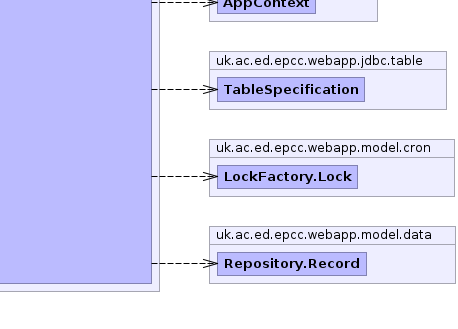 AppContext
uk.ac.ed.epcc.webapp.jdbc.table
TableSpecification
uk.ac.ed.epcc.webapp.model.cron
LockFactory.Lock
uk.ac.ed.epcc.webapp.model.data
Repository.Record